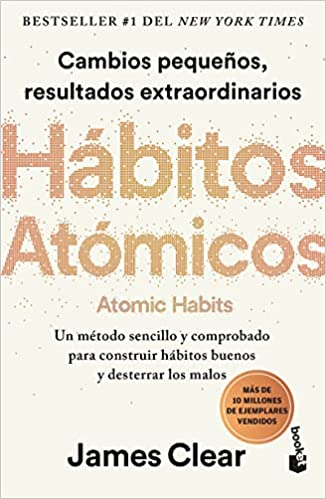 BESTSELLER #1 DEL NEW YORK TIMES
Cambios pequeños,
resultados extraordinarios
Hábitos
Atómicos
Atomic Habits
Un método sencillo y comprobado
para construir hábitos buenos
y desterrar los malos
MÁS DE
10 MILLONES
DE EJEMPLARES
VENDIDOS
James Clear
booket